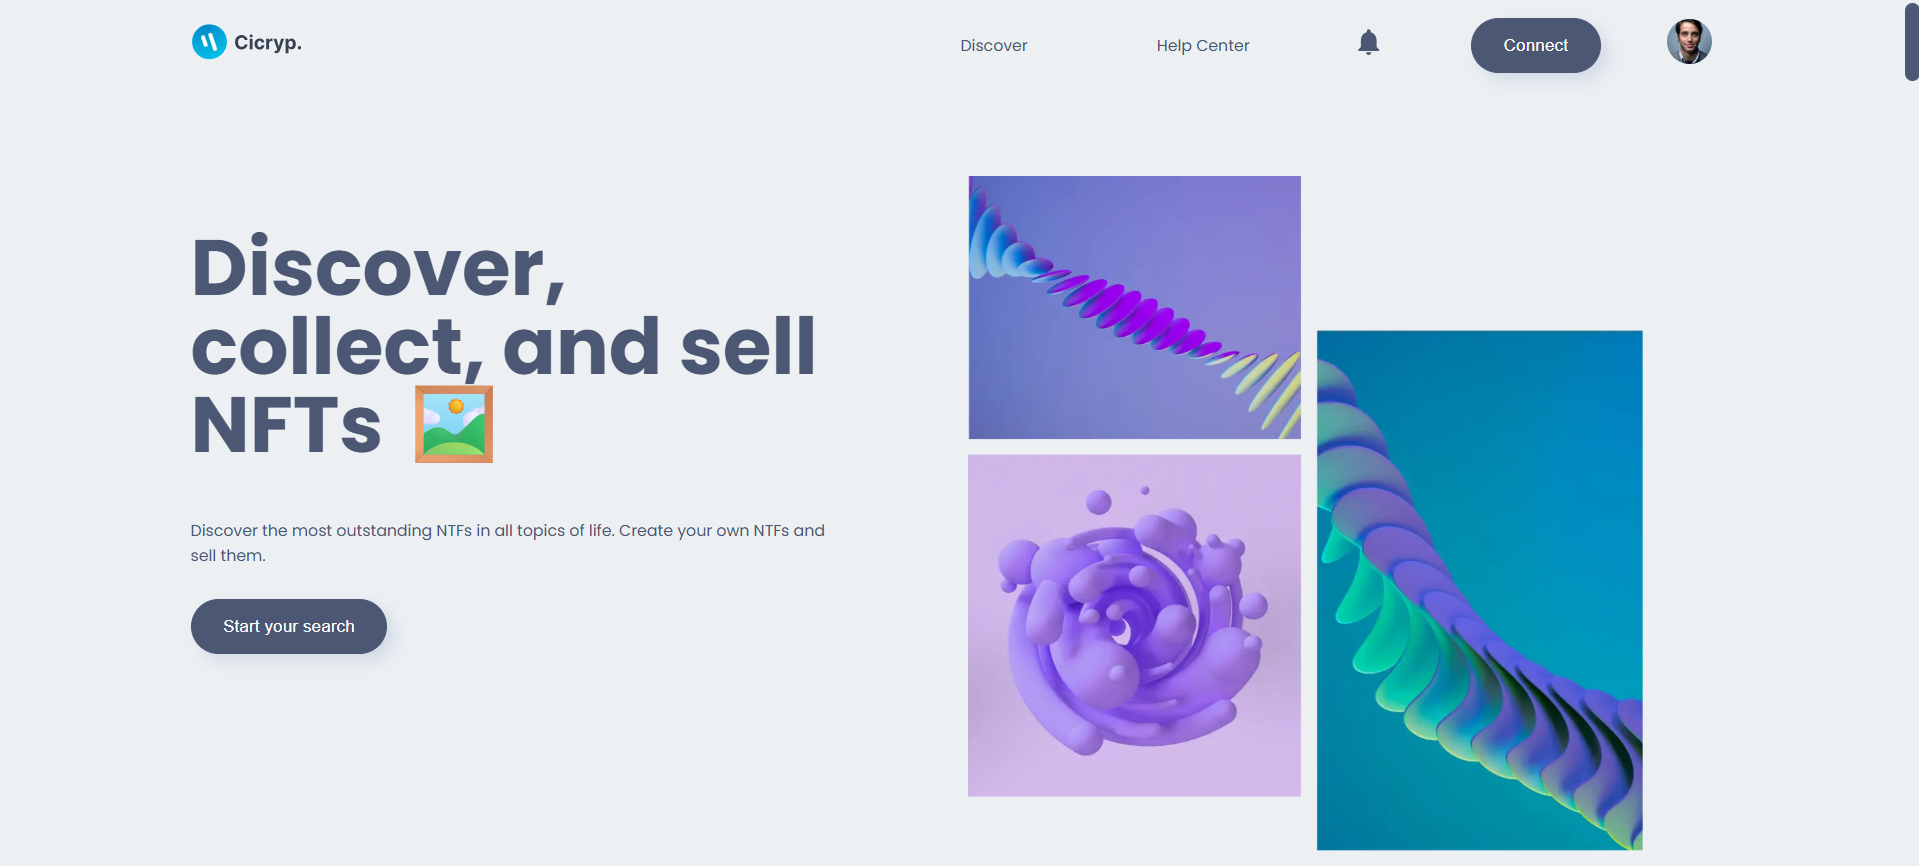 Cicryp.
Discover
Help Center
Connect
Discover,
collect, and sell
NFTs
Discover the most outstanding NTFs in all topics of life. Create your own NTFs and
sell them.
Start your search